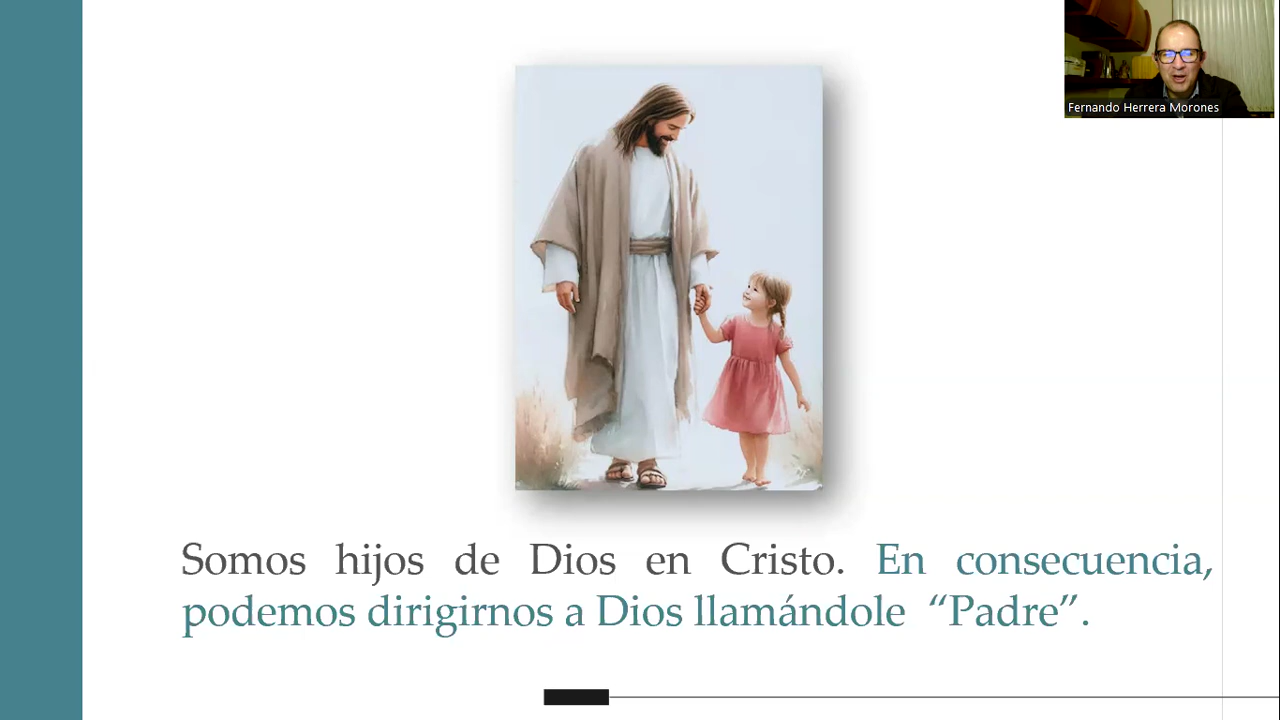 Fernando Herrera Morones
Somos hijos de Dios en Cristo. En consecuencia,
podemos dirigirnos a Dios llamándole “Padre”.